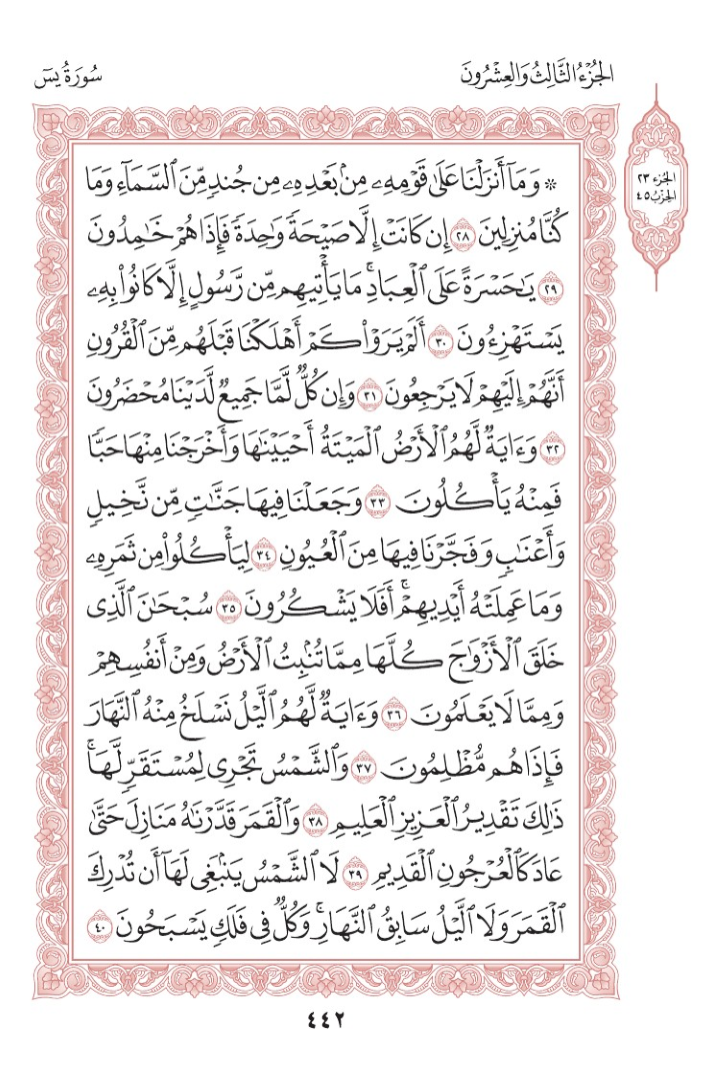 الجُزْءُ الثَّالِثُ وَالعِشْرُونَ
سُورَةُ يسٓ
۞ وَمَآ أَنزَلْنَا عَلَىٰ قَوْمِهِۦ مِنۢ بَعْدِهِۦ مِن جُندٍ مِّنَ ٱلسَّمَآءِ وَمَا
كُنَّا مُنزِلِينَ ٢٨ إِن كَانَتْ إِلَّا صَيْحَةً وَٰحِدَةً فَإِذَا هُمْ خَٰمِدُونَ
٢٩ يَٰحَسْرَةً عَلَى ٱلْعِبَادِۚ مَا يَأْتِيهِم مِّن رَّسُولٍ إِلَّا كَانُوا۟ بِهِۦ
يَسْتَهْزِءُونَ ٣٠ أَلَمْ يَرَوْا۟ كَمْ أَهْلَكْنَا قَبْلَهُم مِّنَ ٱلْقُرُونِ
أَنَّهُمْ إِلَيْهِمْ لَا يَرْجِعُونَ ٣١ وَإِن كُلٌّ لَّمَّا جَمِيعٌ لَّدَيْنَا مُحْضَرُونَ
٣٢ وَءَايَةٌ لَّهُمُ ٱلْأَرْضُ ٱلْمَيْتَةُ أَحْيَيْنَٰهَا وَأَخْرَجْنَا مِنْهَا حَبًّا
فَمِنْهُ يَأْكُلُونَ ٣٣ وَجَعَلْنَا فِيهَا جَنَّٰتٍ مِّن نَّخِيلٍ
وَأَعْنَٰبٍ وَفَجَّرْنَا فِيهَا مِنَ ٱلْعُيُونِ ٣٤ لِيَأْكُلُوا۟ مِن ثَمَرِهِۦ
وَمَا عَمِلَتْهُ أَيْدِيهِمْۚ أَفَلَا يَشْكُرُونَ ٣٥ سُبْحَٰنَ ٱلَّذِى
خَلَقَ ٱلْأَزْوَٰجَ كُلَّهَا مِمَّا تُنۢبِتُ ٱلْأَرْضُ وَمِنْ أَنفُسِهِمْ
وَمِمَّا لَا يَعْلَمُونَ ٣٦ وَءَايَةٌ لَّهُمُ ٱلَّيْلُ نَسْلَخُ مِنْهُ ٱلنَّهَارَ
فَإِذَا هُم مُّظْلِمُونَ ٣٧ وَٱلشَّمْسُ تَجْرِى لِمُسْتَقَرٍّ لَّهَاۚ
ذَٰلِكَ تَقْدِيرُ ٱلْعَزِيزِ ٱلْعَلِيمِ ٣٨ وَٱلْقَمَرَ قَدَّرْنَٰهُ مَنَازِلَ حَتَّىٰ
عَادَ كَٱلْعُرْجُونِ ٱلْقَدِيمِ ٣٩ لَا ٱلشَّمْسُ يَنۢبَغِى لَهَآ أَن تُدْرِكَ
ٱلْقَمَرَ وَلَا ٱلَّيْلُ سَابِقُ ٱلنَّهَارِۚ وَكُلٌّ فِى فَلَكٍ يَسْبَحُونَ ٤٠
الجزء ٢٣
الحزب ٤٥
٤٤٢